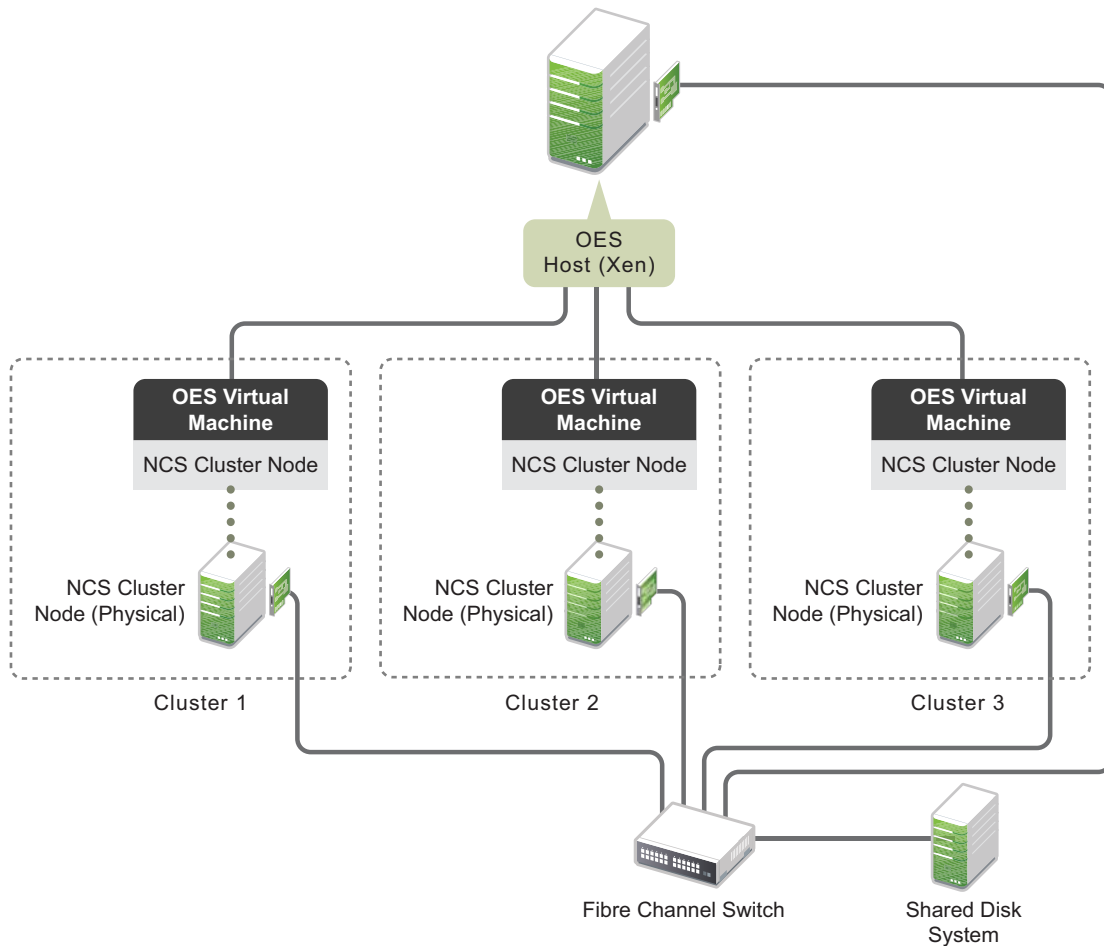 OES
Host (Xen)
OES Virtual
Machine
NCS Cluster Node
NCS Cluster
Node (Physical)
Cluster 1
OES Virtual
Machine
NCS Cluster Node
NCS Cluster
Node (Physical)
Cluster 2
OES Virtual
Machine
NCS Cluster Node
NCS Cluster
Node (Physical)
Cluster 3
Fibre Channel Switch
Shared Disk
System